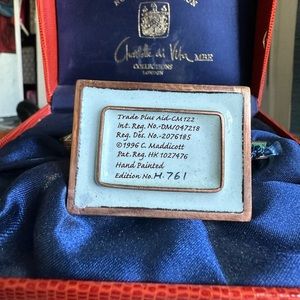 Charlotte di Vita MBE
COLLECTIONS
LONDON
Trade Plus Aid-CM122
Int. Reg. No.-DM/047218
Reg. Des. No.-2076185
©1996 C. Maddicott
Pat. Reg. HK 1027476
Hand Painted
Edition No. H. 761